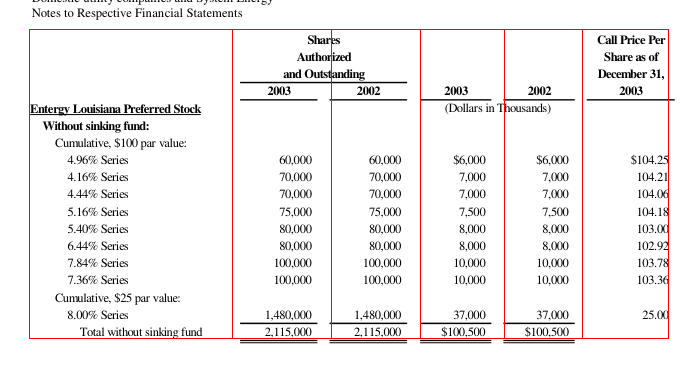 Domestic utility companies and System Energy
Notes to Respective Financial Statements
Shares Call Price Per
Authorized Share as of
and Outstanding December 31,
2003 2002 2003 2002 2003
Entergy Louisiana Preferred Stock (Dollars in Thousands)
Without sinking fund:
Cumulative, $100 par value:
4.96% Series 60,000 60,000 $6,000 $6,000 $104.25
4.16% Series 70,000 70,000 7,000 7,000 104.21
4.44% Series 70,000 70,000 7,000 7,000 104.06
5.16% Series 75,000 75,000 7,500 7,500 104.18
5.40% Series 80,000 80,000 8,000 8,000 103.00
6.44% Series 80,000 80,000 8,000 8,000 102.92
7.84% Series 100,000 100,000 10,000 10,000 103.78
7.36% Series 100,000 100,000 10,000 10,000 103.36
Cumulative, $25 par value:
8.00% Series 1,480,000 1,480,000 37,000 37,000 25.00
Total without sinking fund 2,115,000 2,115,000 $100,500 $100,500